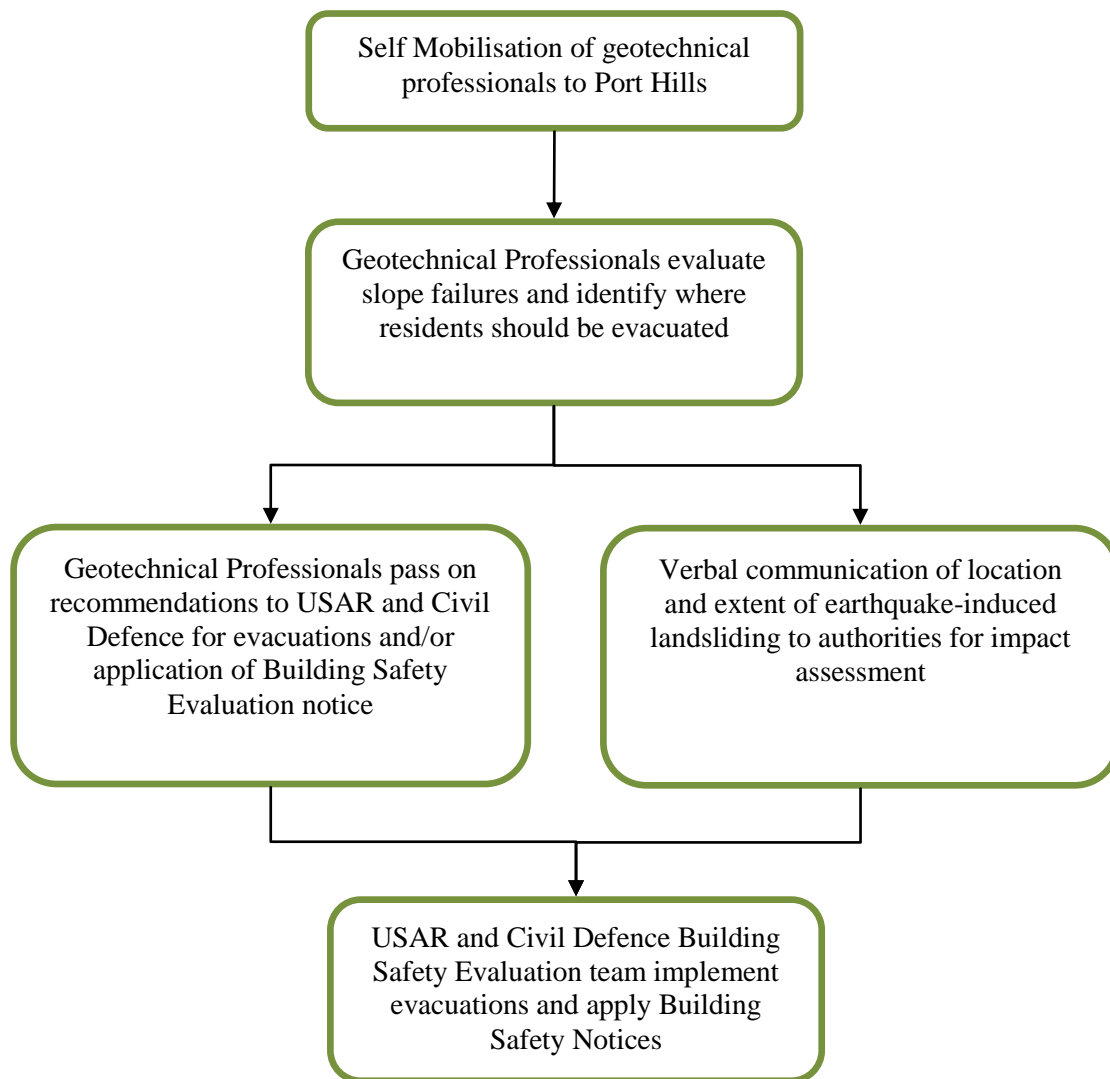 Self Mobilisation of geotechnical
professionals to Port Hills
Geotechnical Professionals evaluate
slope failures and identify where
residents should be evacuated
Geotechnical Professionals pass on
recommendations to USAR and Civil
Defence for evacuations and/or
application of Building Safety
Evaluation notice
Verbal communication of location
and extent of earthquake-induced
landsliding to authorities for impact
assessment
USAR and Civil Defence Building
Safety Evaluation team implement
evacuations and apply Building
Safety Notices